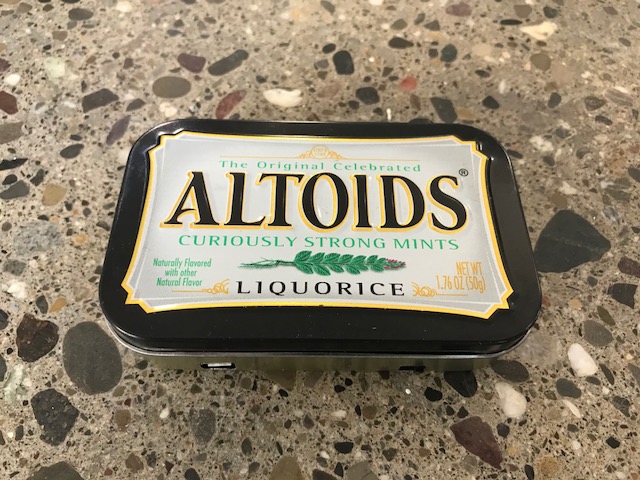 The Original Celebrated
ALTOIDS®
CURIOUSLY STRONG MINTS
Naturally Flavored
with other
Natural Flavor
NET WT
1.76 OZ (50g)
LIQUORICE